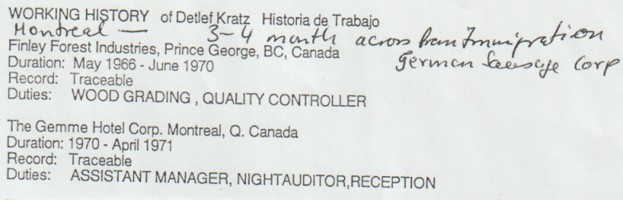 WORKING HISTORY of Detlef Kratz Historia de Trabajo
Montreal — 3-4 month across from Immigration
German Sausage Corp
Finley Forest Industries, Prince George, BC, Canada
Duration: May 1966 - June 1970
Record: Traceable
Duties: WOOD GRADING , QUALITY CONTROLLER
The Gemme Hotel Corp. Montreal, Q. Canada
Duration: 1970 - April 1971
Record: Traceable
Duties: ASSISTANT MANAGER, NIGHTAUDITOR,RECEPTION